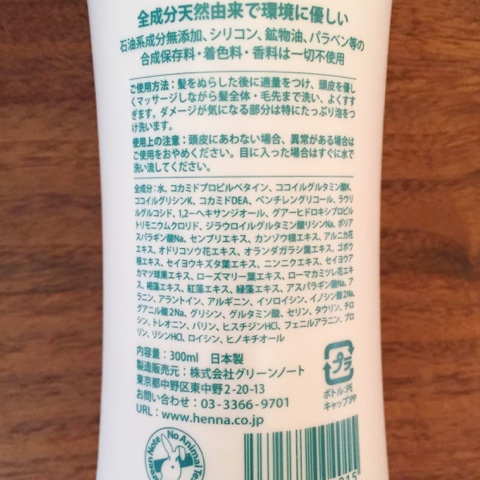 全成分天然由来で環境に優しい
石油系成分無添加、シリコン、鉱物油、パラベン等の
合成保存料・着色料・香料は一切不使用
ご使用方法：髪をぬらした後に適量をつけ、頭皮を優し
くマッサージしながら髪全体・毛先まで洗い、よくすす
ぎます。ダメージが気になる部分は特にたっぷり泡をつ
け洗います。
使用上の注意：頭皮にあわない場合、異常がある場合は
ご使用をおやめください。目に入った場合はすぐに水で
洗い流してください。
全成分：水、コカミドプロピルベタイン、ココイルグルタミン酸K、
ココイルグリシンK、コカミドDEA、ペンチレングリコール、ラウリ
ルグルコシド、1,2-ヘキサンジオール、グアーヒドロキシプロピル
トリモニウムクロリド、ジラウロイルグルタミン酸リシンNa、ポリア
スパラギン酸Na、センブリエキス、カンゾウ根エキス、アルニカ花
エキス、オドリコソウ花エキス、オランダガラシ葉エキス、ゴボウ
根エキス、セイヨウキズタ葉エキス、ニンニクエキス、セイヨウア
カマツ球果エキス、ローズマリー葉エキス、ローマカミツレ花エキ
ス、褐藻エキス、紅藻エキス、緑藻エキス、アスパラギン酸Na、ア
ラニン、アラントイン、アルギニン、イソロイシン、イノシン酸2Na、
グアニル酸2Na、グリシン、グルタミン酸、セリン、タウリン、チロ
シン、トレオニン、バリン、ヒスチジンHCl、フェニルアラニン、プロ
リン、リシンHCl、ロイシン、ヒノキチオール
内容量：300ml 日本製
製造販売元：株式会社グリーンノート
東京都中野区東中野2-20-13
お問い合わせ：03-3366-9701
URL：www.henna.co.jp
プラ
ボトル:PE
キャップ:PP
Green Note No Animal